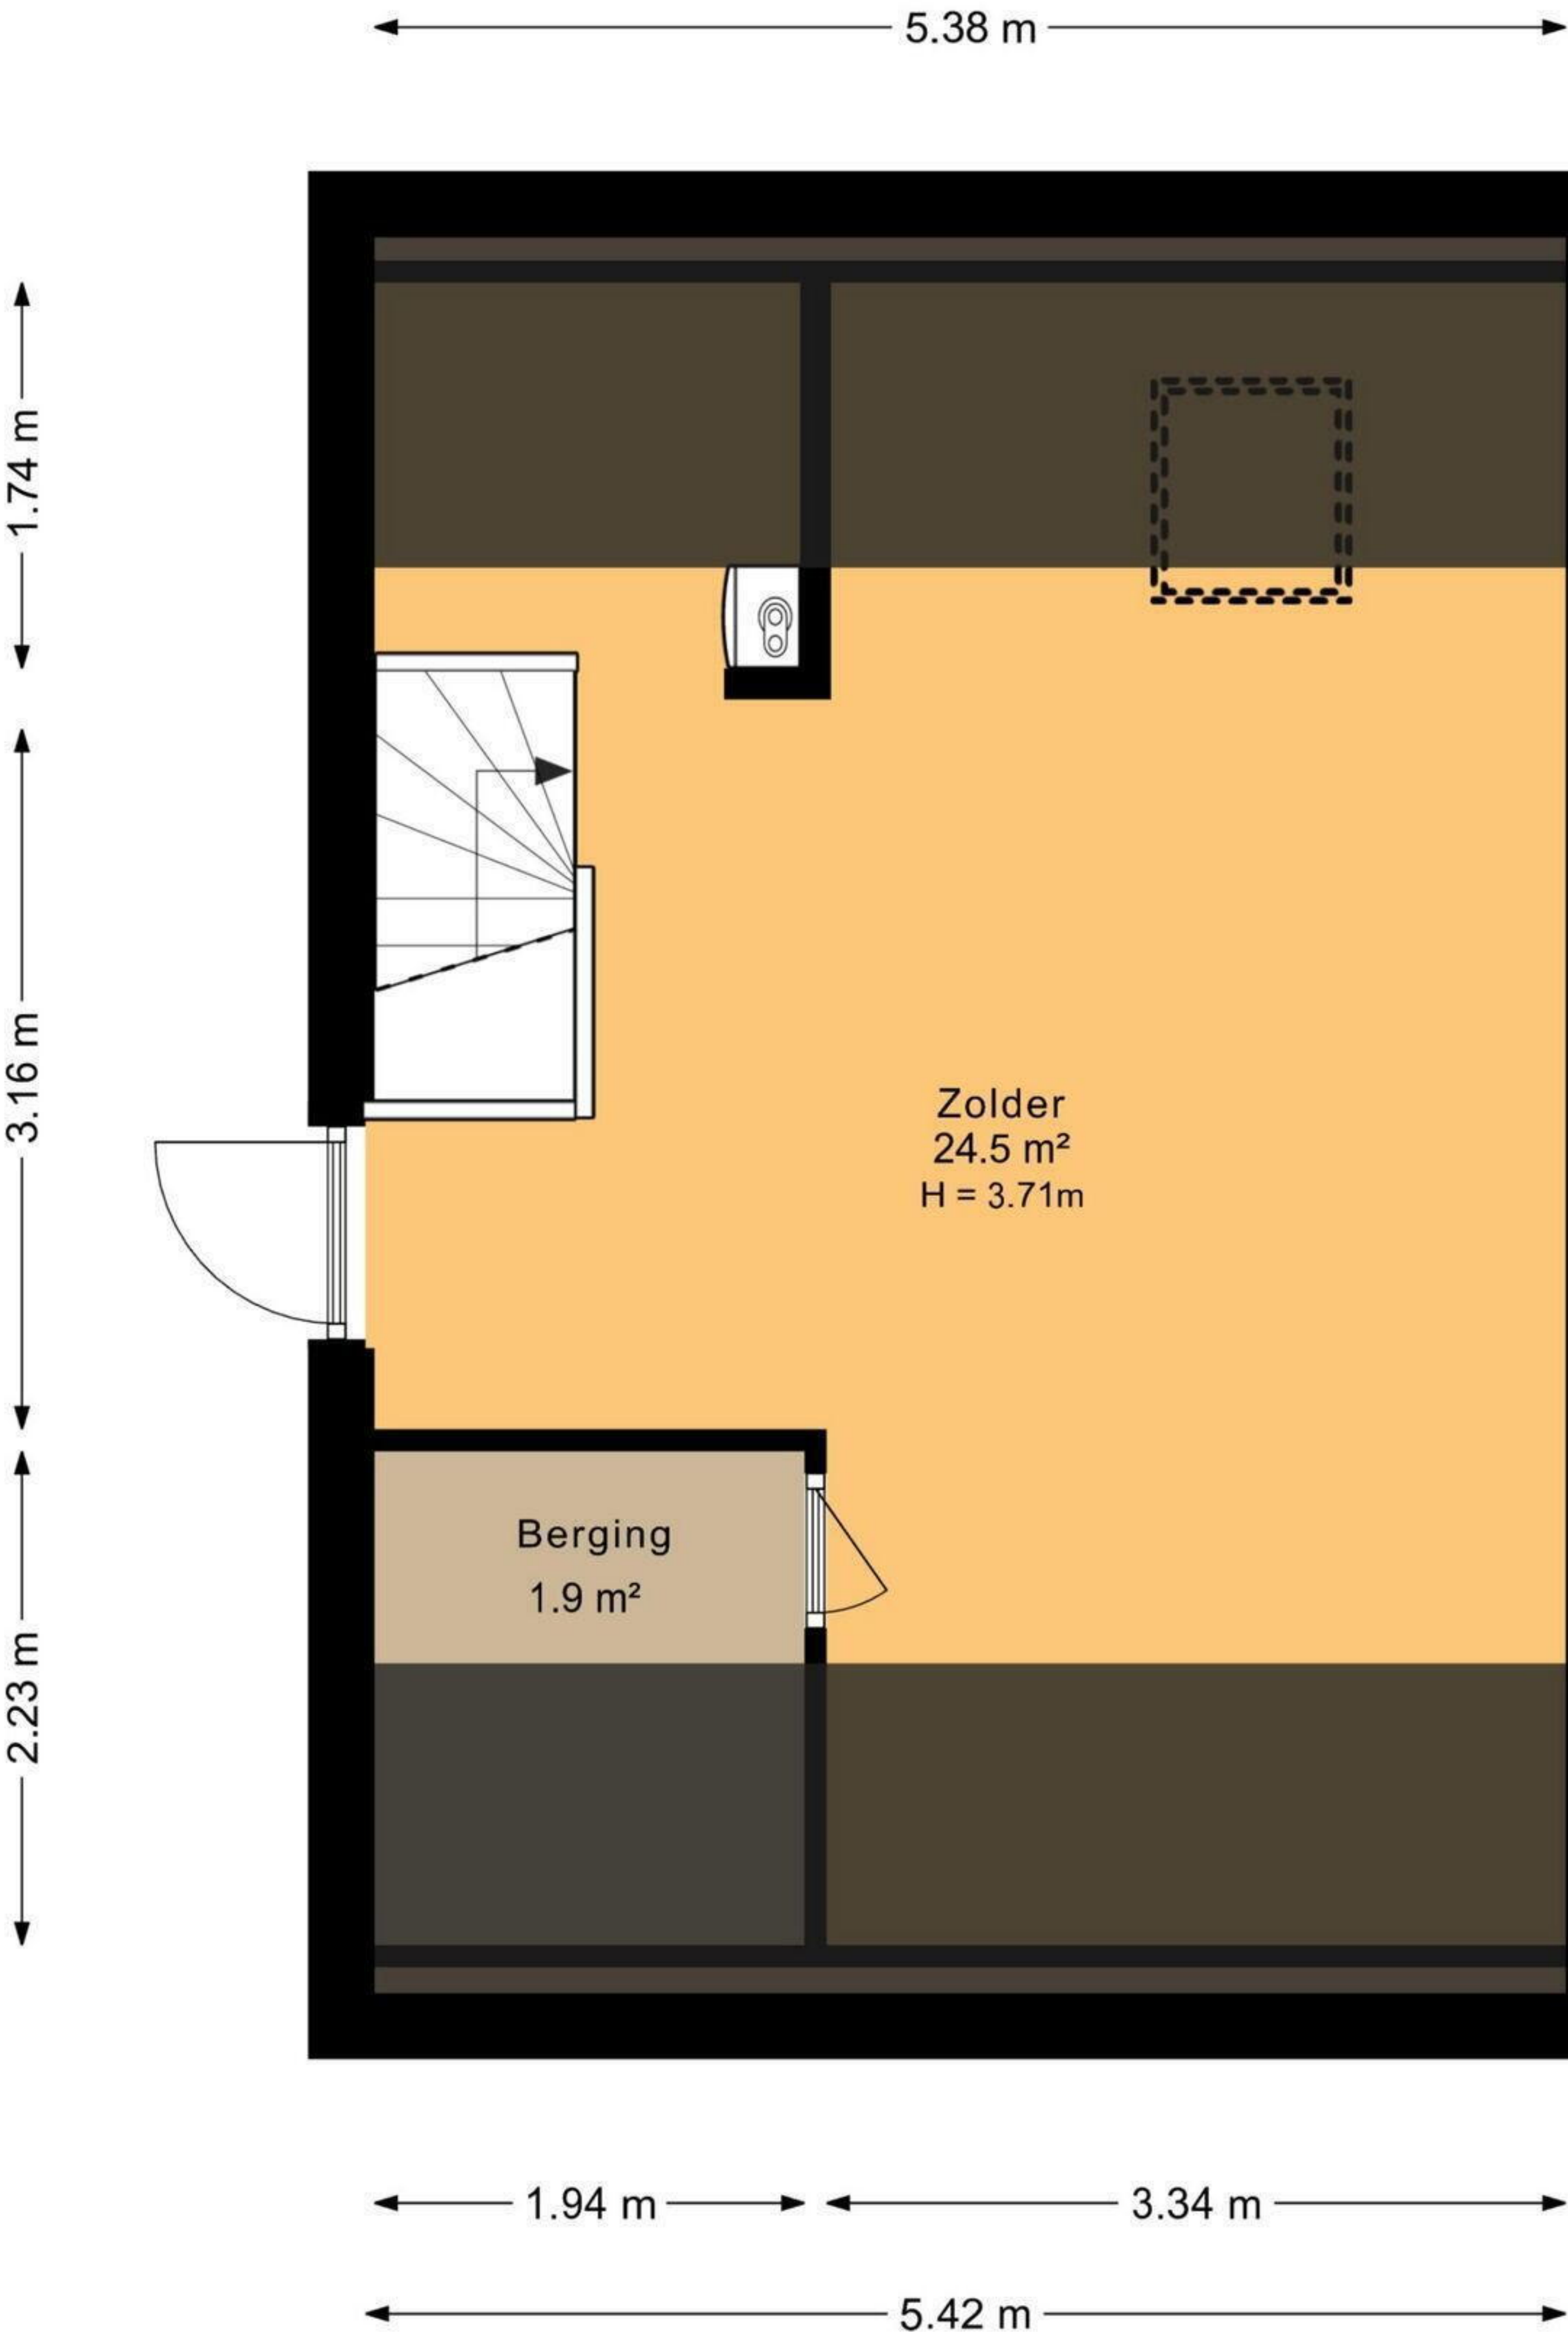 5.38 m
1.74 m
3.16 m
Zolder
24.5 m²
H = 3.71m
Berging
1.9 m²
2.23 m
1.94 m
3.34 m
5.42 m